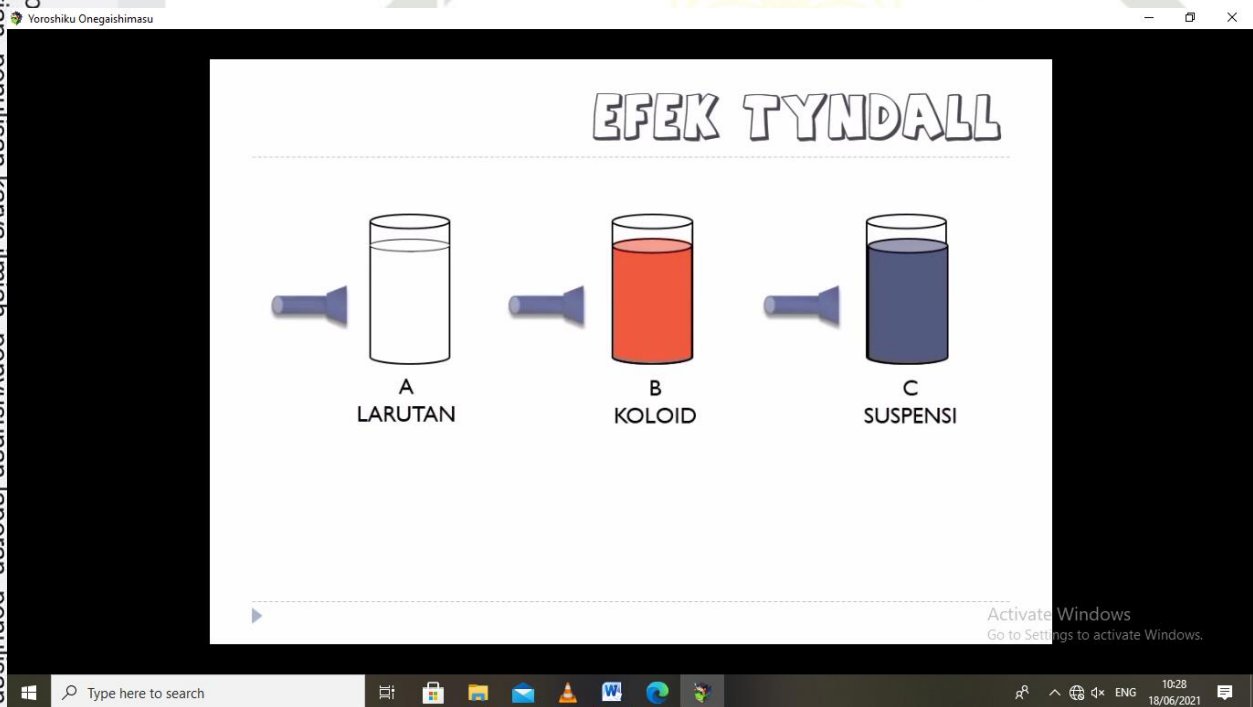 Yoroshiku Onegaishimasu
EFEK TYNDALL
A
LARUTAN
B
KOLOID
C
SUSPENSI
Activate Windows
Go to Settings to activate Windows.
Type here to search
ENG
10:28
18/06/2021